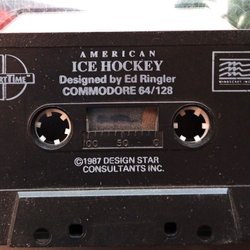 AMERICAN
ICE HOCKEY
Designed by Ed Ringler
COMMODORE 64/128
100 50 0
©1987 DESIGN STAR
CONSULTANTS INC.